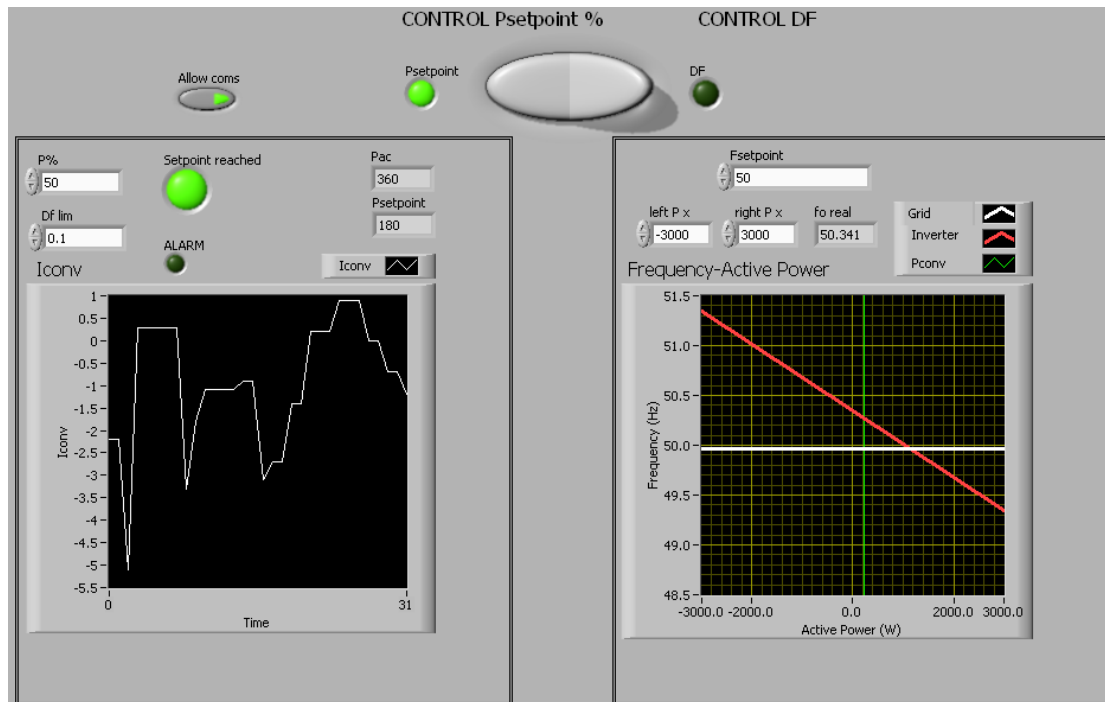 CONTROL Psetpoint %
CONTROL DF
Allow coms
Psetpoint
DF
P%
50
Setpoint reached
Pac
360
Psetpoint
180
Df lim
0.1
ALARM
Iconv
Iconv
1
0.5
0
-0.5
-1
-1.5
-2
-2.5
-3
-3.5
-4
-4.5
-5
-5.5
Iconv
0
31
Time
Fsetpoint
50
left P x
-3000
right P x
3000
fo real
50.341
Grid
Inverter
Pconv
Frequency-Active Power
51.5
51.0
50.5
50.0
49.5
49.0
48.5
Frequency (Hz)
-3000.0 -2000.0 0.0 2000.0 3000.0
Active Power (W)